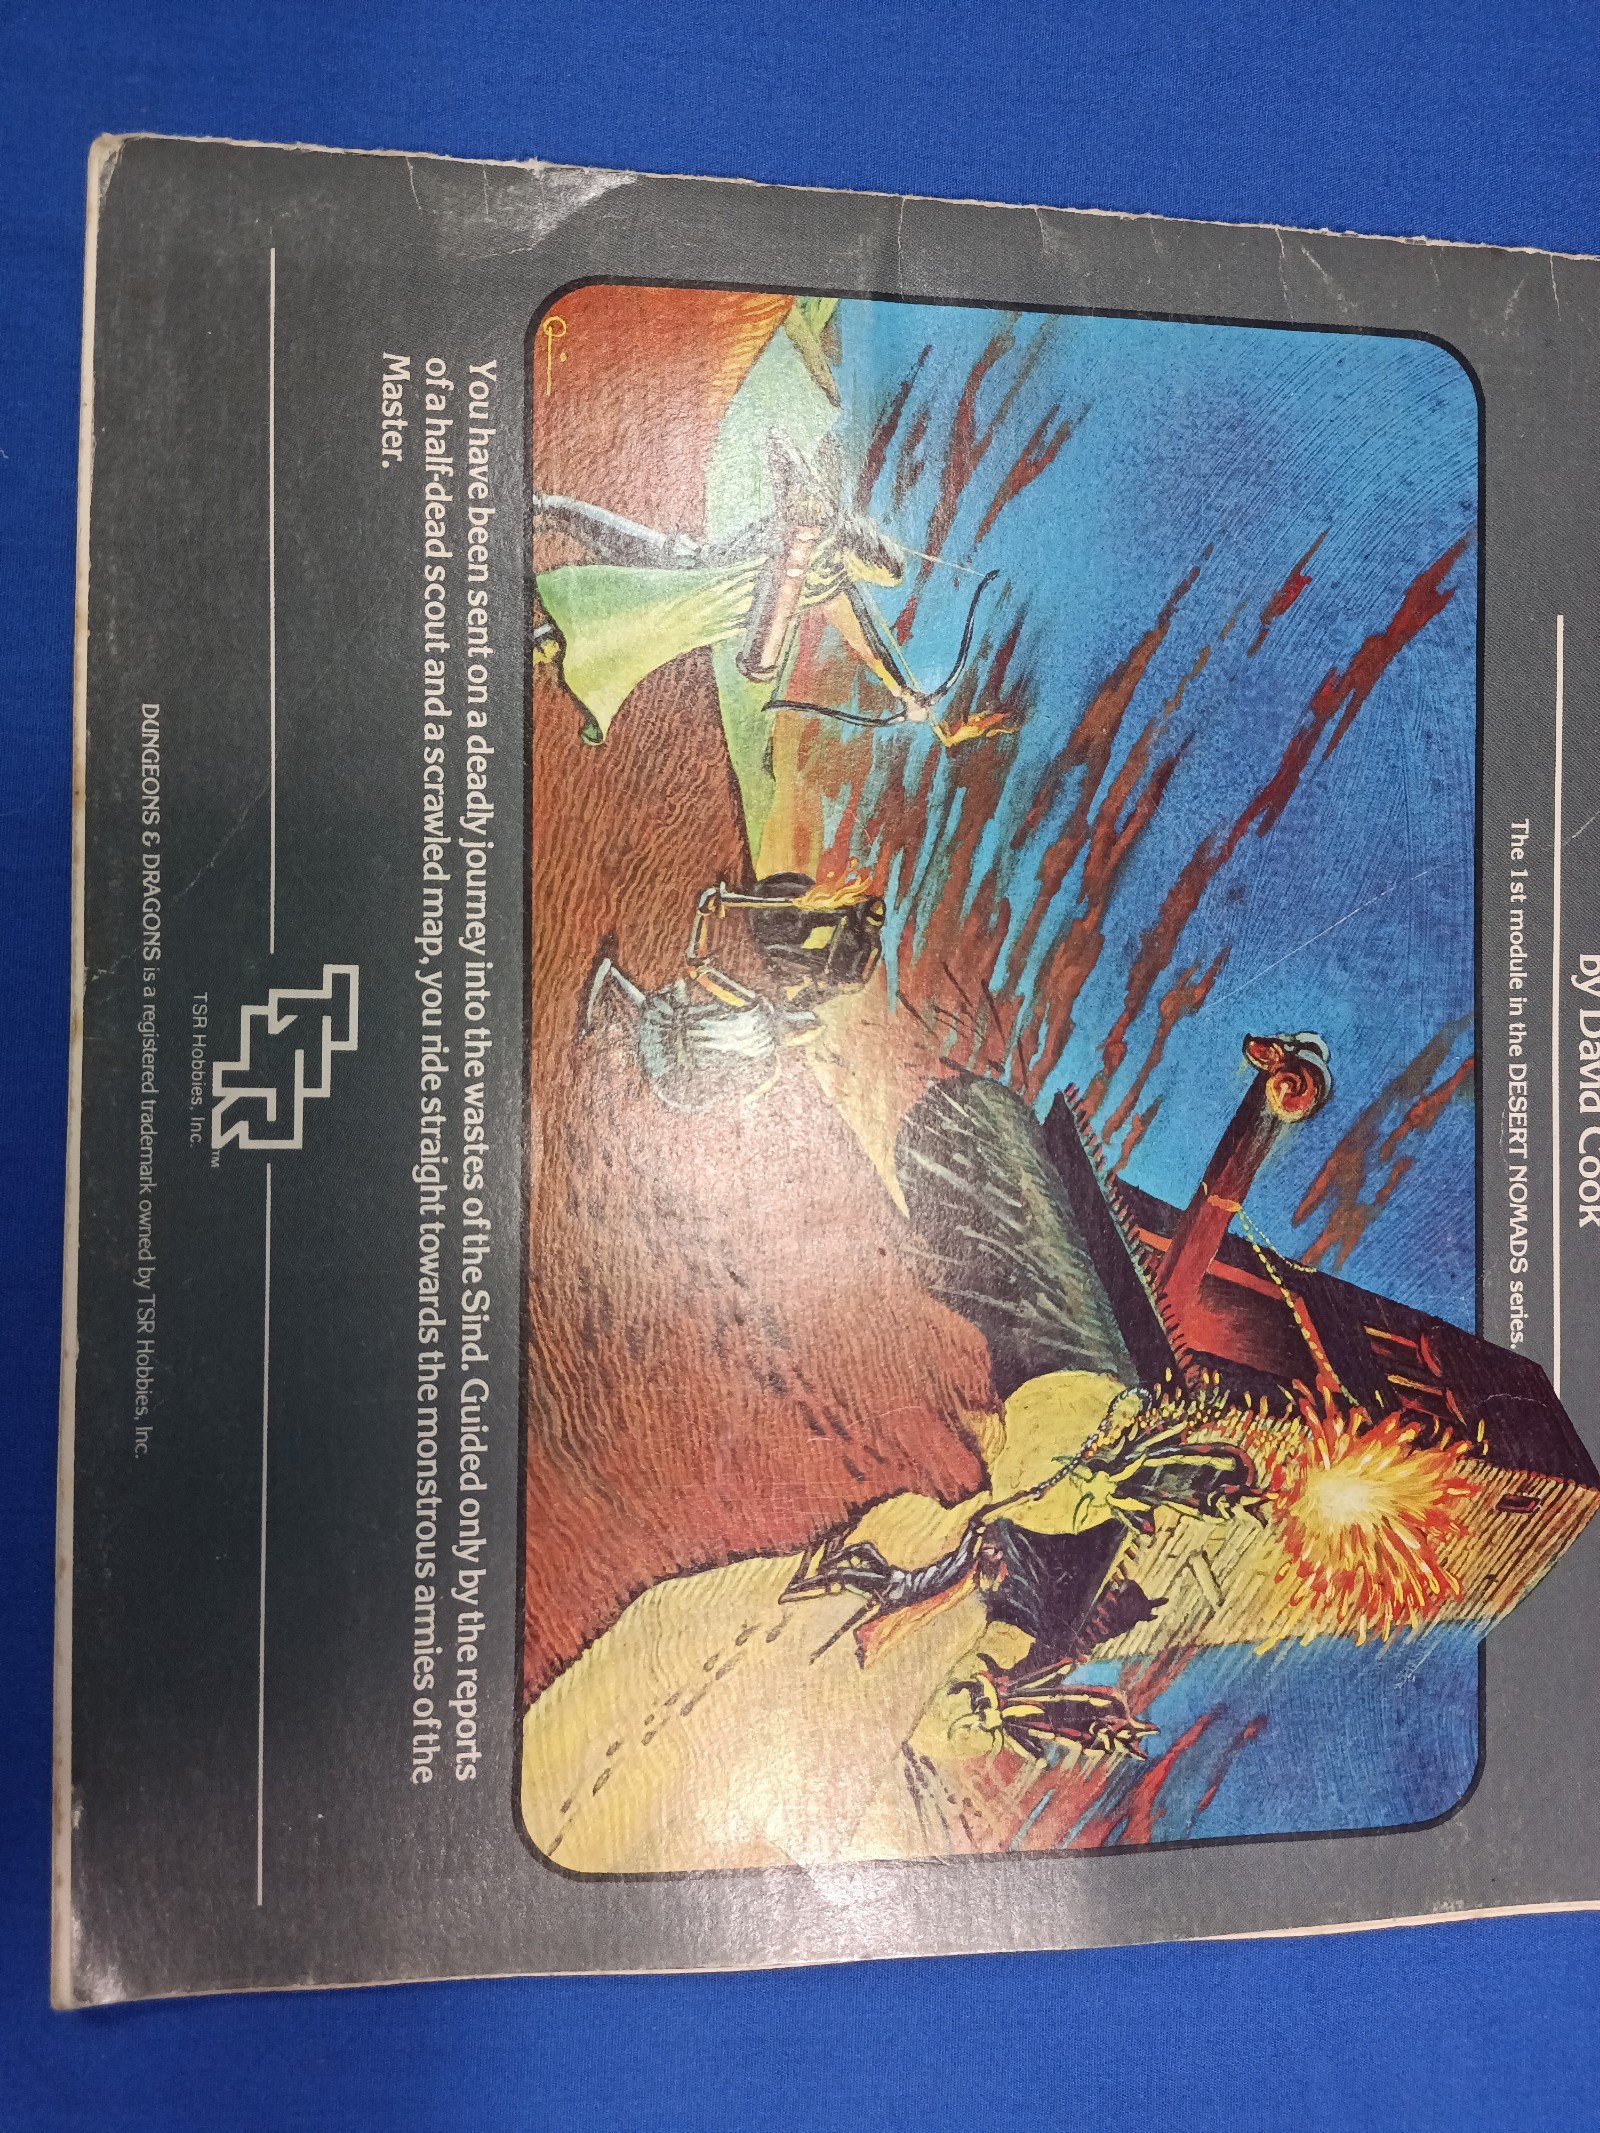 by David Cook
The 1st module in the DESERT NOMADS series.
You have been sent on a deadly journey into the wastes of the Sind. Guided only by the reports
of a half-dead scout and a scrawled map, you ride straight towards the monstrous armies of the
Master.
TSR™
TSR Hobbies, Inc.
DUNGEONS & DRAGONS is a registered trademark owned by TSR Hobbies, Inc.